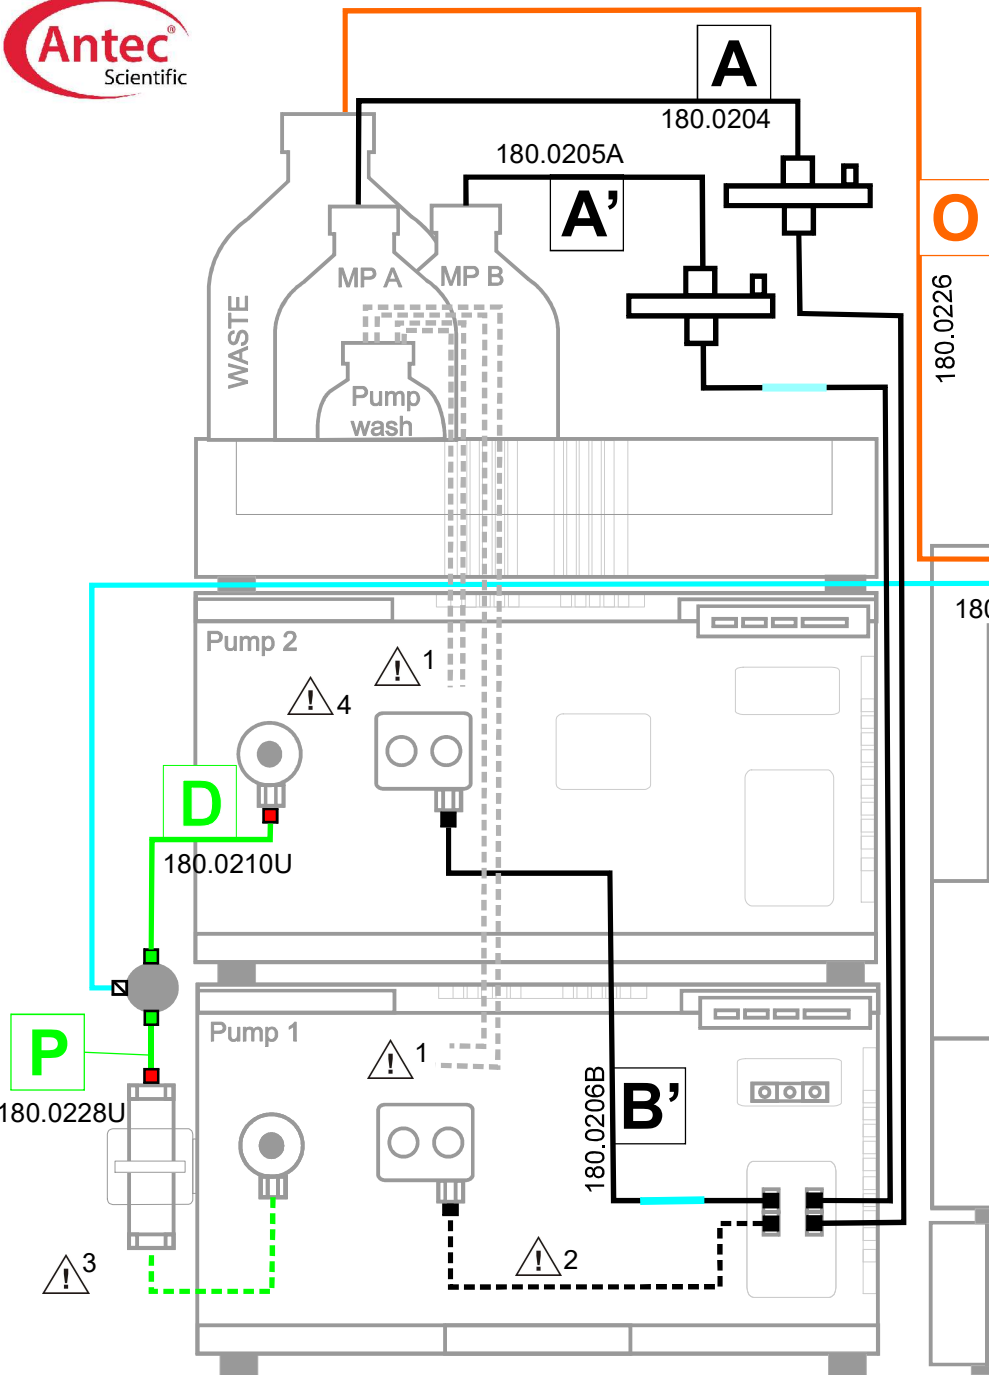 Antec®
Scientific
A
180.0204
180.0205A
A’
O
180.0226
MP A
MP B
WASTE
Pump
wash
180
Pump 2
! 1
! 4
D
180.0210U
Pump 1
! 1
P
180.0228U
180.0206B
B’
! 2
! 3